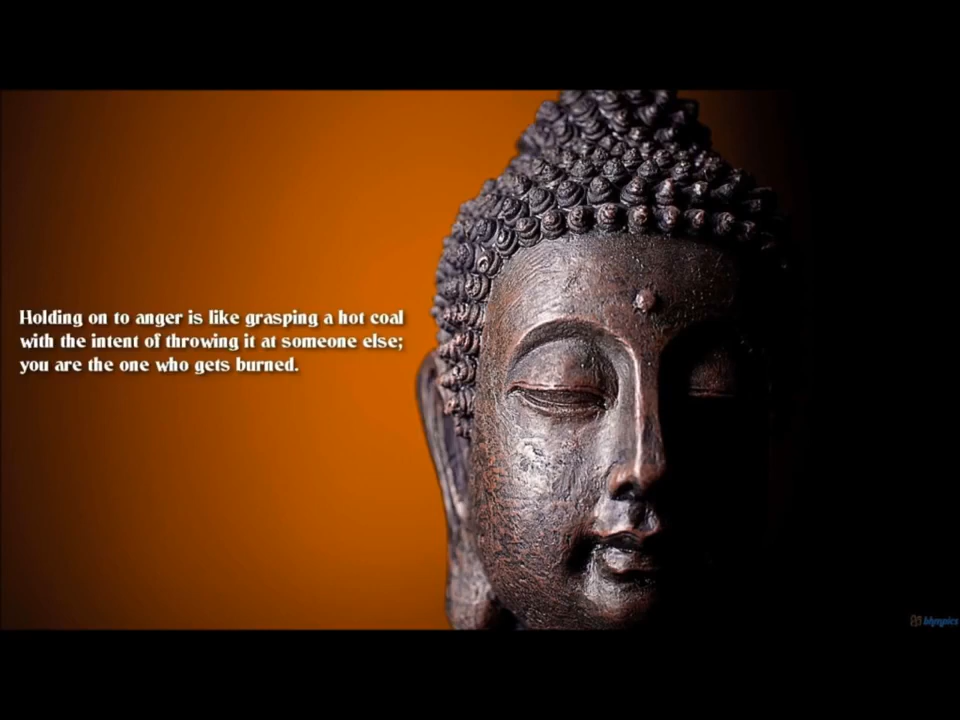 Holding on to anger is like grasping a hot coal
with the intent of throwing it at someone else;
you are the one who gets burned.